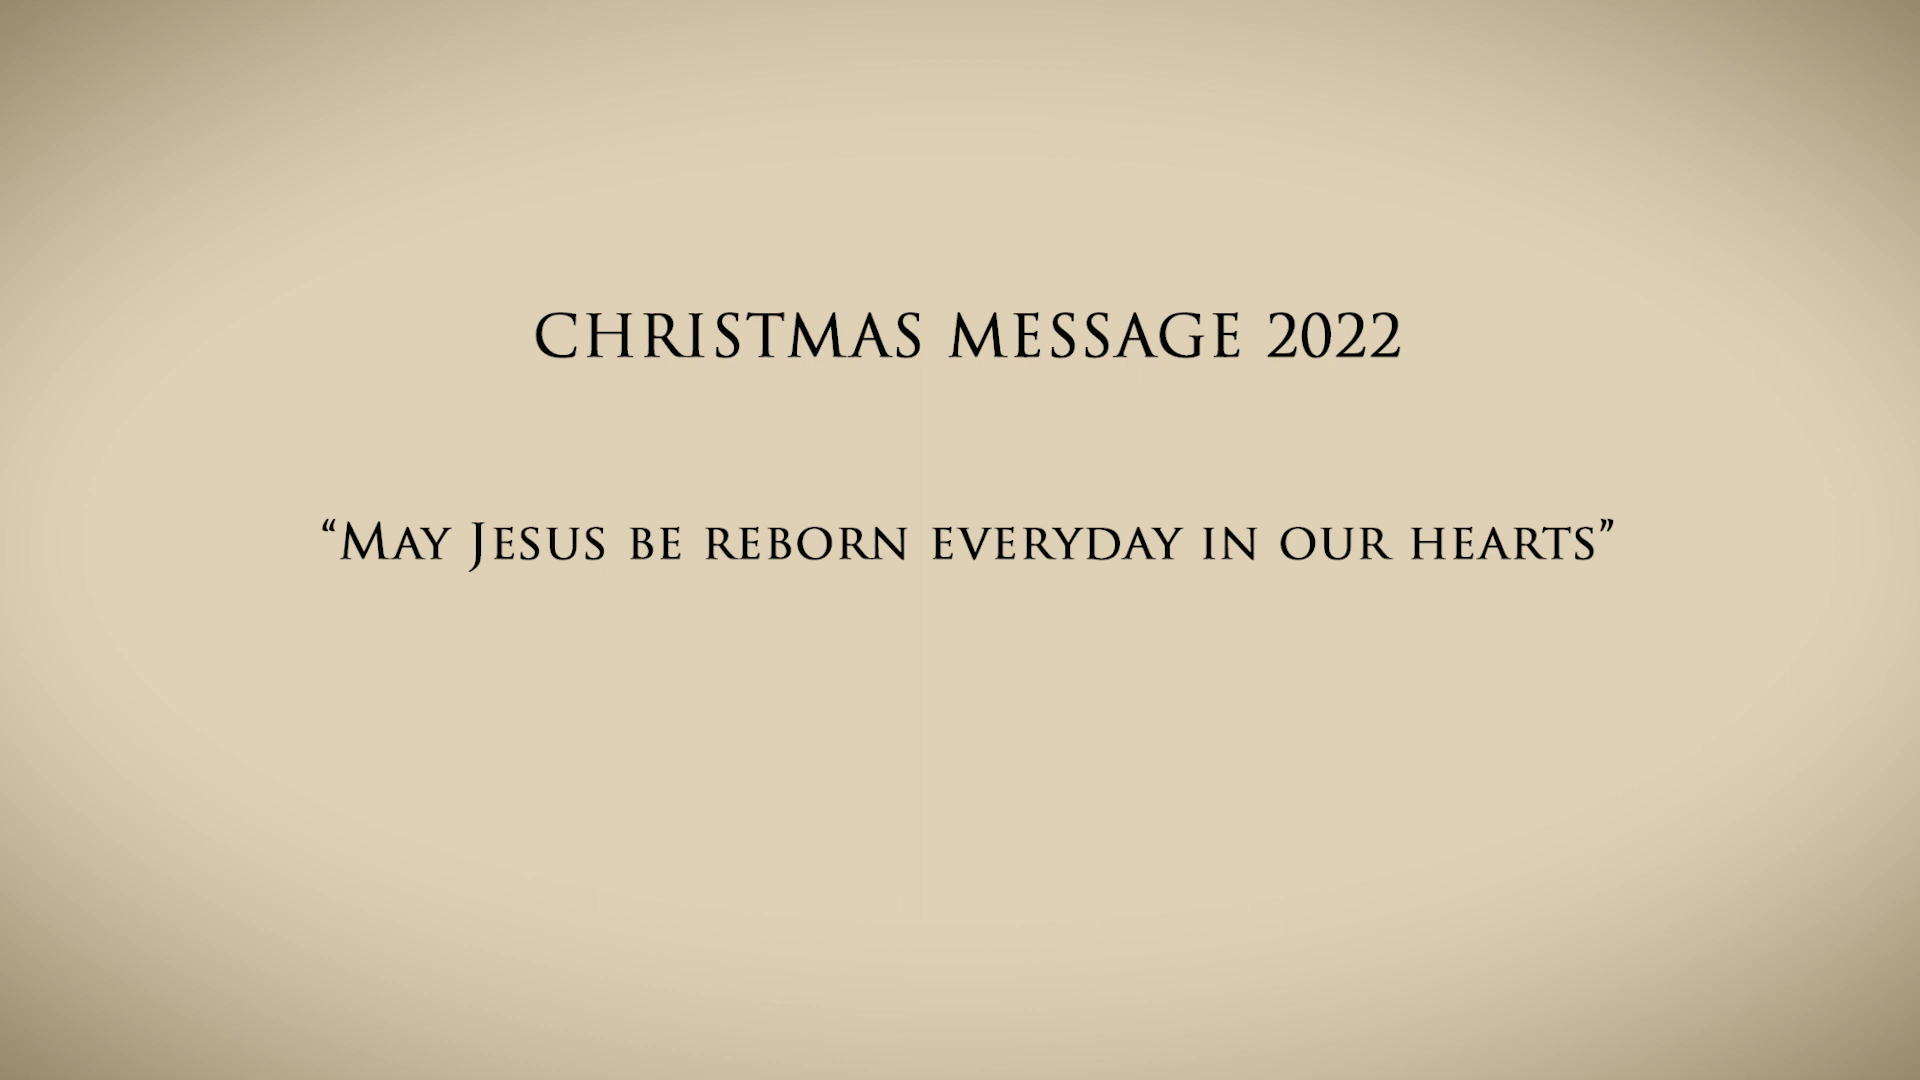 CHRISTMAS MESSAGE 2022
“May Jesus be reborn everyday in our hearts”